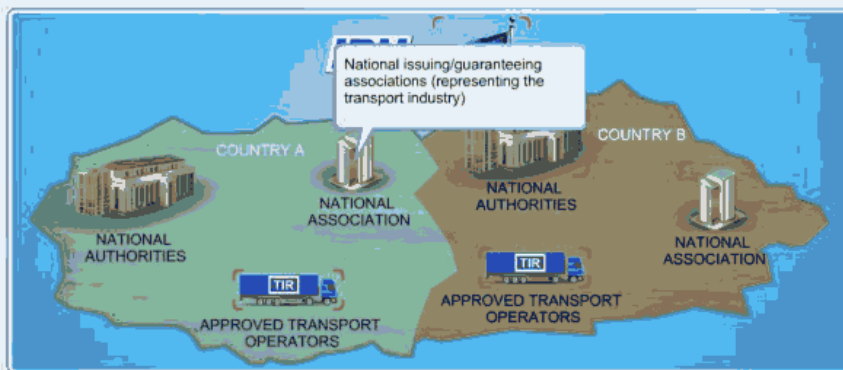 National issuing/guaranteeing
associations (representing the
transport industry)
COUNTRY A
COUNTRY B
NATIONAL
ASSOCIATION
NATIONAL
AUTHORITIES
NATIONAL
AUTHORITIES
NATIONAL
ASSOCIATION
TIR
TIR
APPROVED TRANSPORT
OPERATORS
APPROVED TRANSPORT
OPERATORS